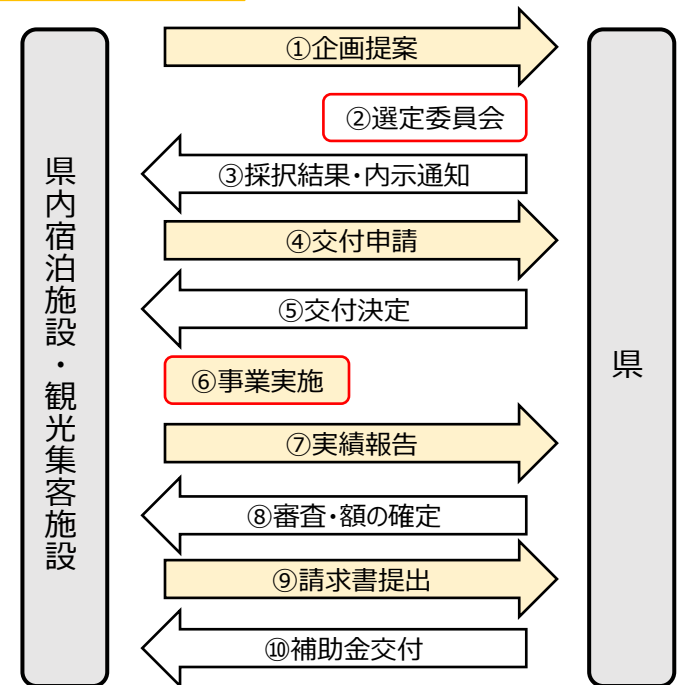 県内宿泊施設・観光集客施設
①企画提案
②選定委員会
③採択結果・内示通知
④交付申請
⑤交付決定
⑥事業実施
⑦実績報告
⑧審査・額の確定
⑨請求書提出
⑩補助金交付
県